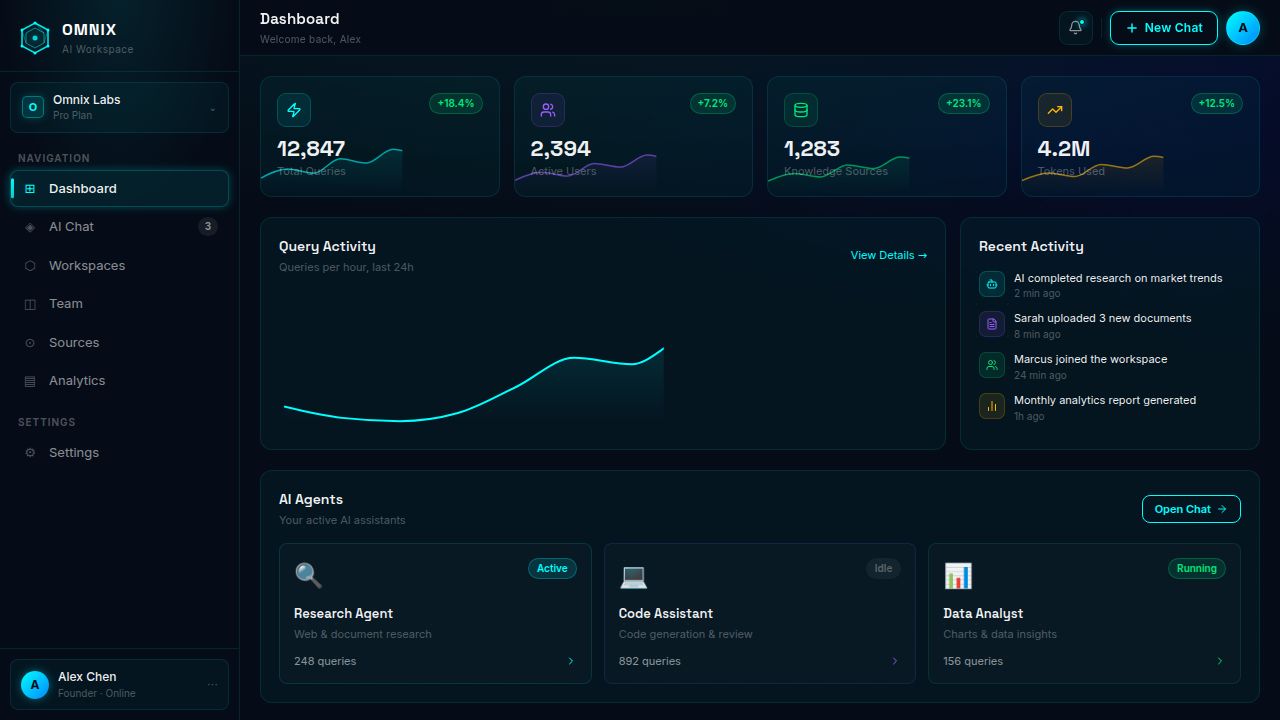 OMNIX
AI Workspace
O
Omnix Labs
Pro Plan
NAVIGATION
Dashboard
AI Chat
3
Workspaces
Team
Sources
Analytics
SETTINGS
Settings
A
Alex Chen
Founder · Online
Dashboard
Welcome back, Alex
New Chat
A
+18.4%
12,847
Total Queries
+7.2%
2,394
Active Users
+23.1%
1,283
Knowledge Sources
+12.5%
4.2M
Tokens Used
Query Activity
Queries per hour, last 24h
View Details →
Recent Activity
AI completed research on market trends
2 min ago
Sarah uploaded 3 new documents
8 min ago
Marcus joined the workspace
24 min ago
Monthly analytics report generated
1h ago
AI Agents
Your active AI assistants
Open Chat
Active
Research Agent
Web & document research
248 queries
Idle
Code Assistant
Code generation & review
892 queries
Running
Data Analyst
Charts & data insights
156 queries